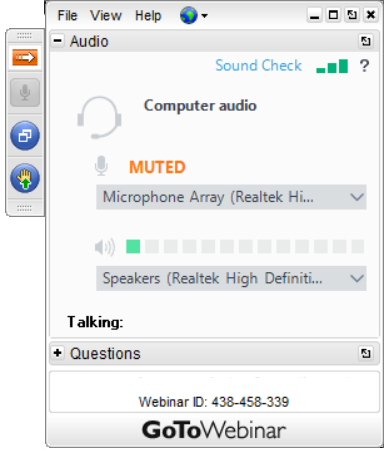 File View Help
Audio
Sound Check ?
Computer audio
MUTED
Microphone Array (Realtek Hi...
Speakers (Realtek High Definiti...
Talking:
Questions
Webinar ID: 438-458-339
GoToWebinar